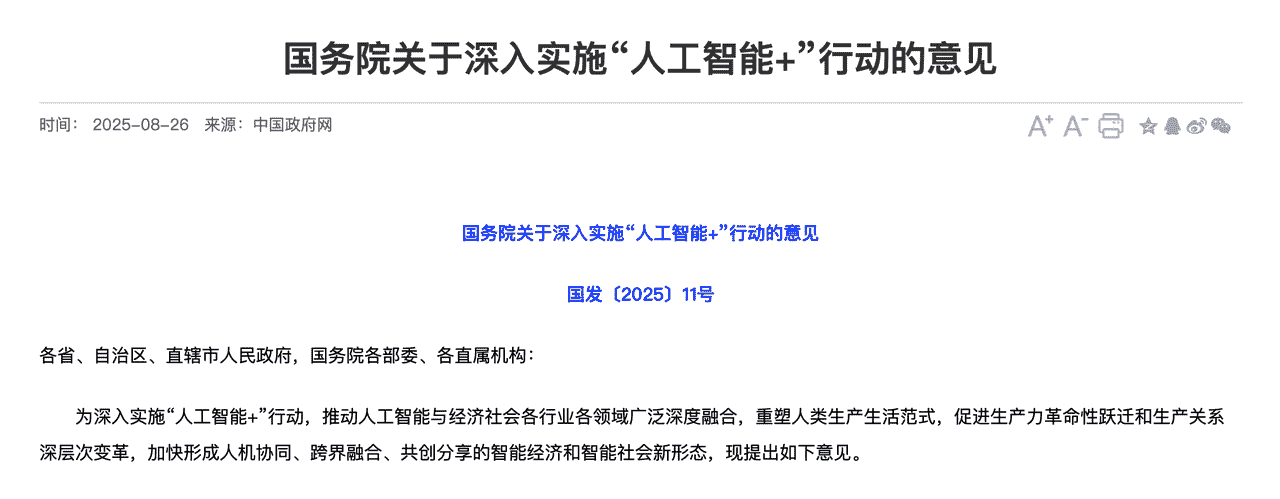 国务院关于深入实施“人工智能+”行动的意见
时间： 2025-08-26 来源：中国政府网 A+ A-
国务院关于深入实施“人工智能+”行动的意见
国发〔2025〕11号
各省、自治区、直辖市人民政府，国务院各部委、各直属机构：
为深入实施“人工智能+”行动，推动人工智能与经济社会各行业各领域广泛深度融合，重塑人类生产生活范式，促进生产力革命性跃迁和生产关系
深层次变革，加快形成人机协同、跨界融合、共创分享的智能经济和智能社会新形态，现提出如下意见。